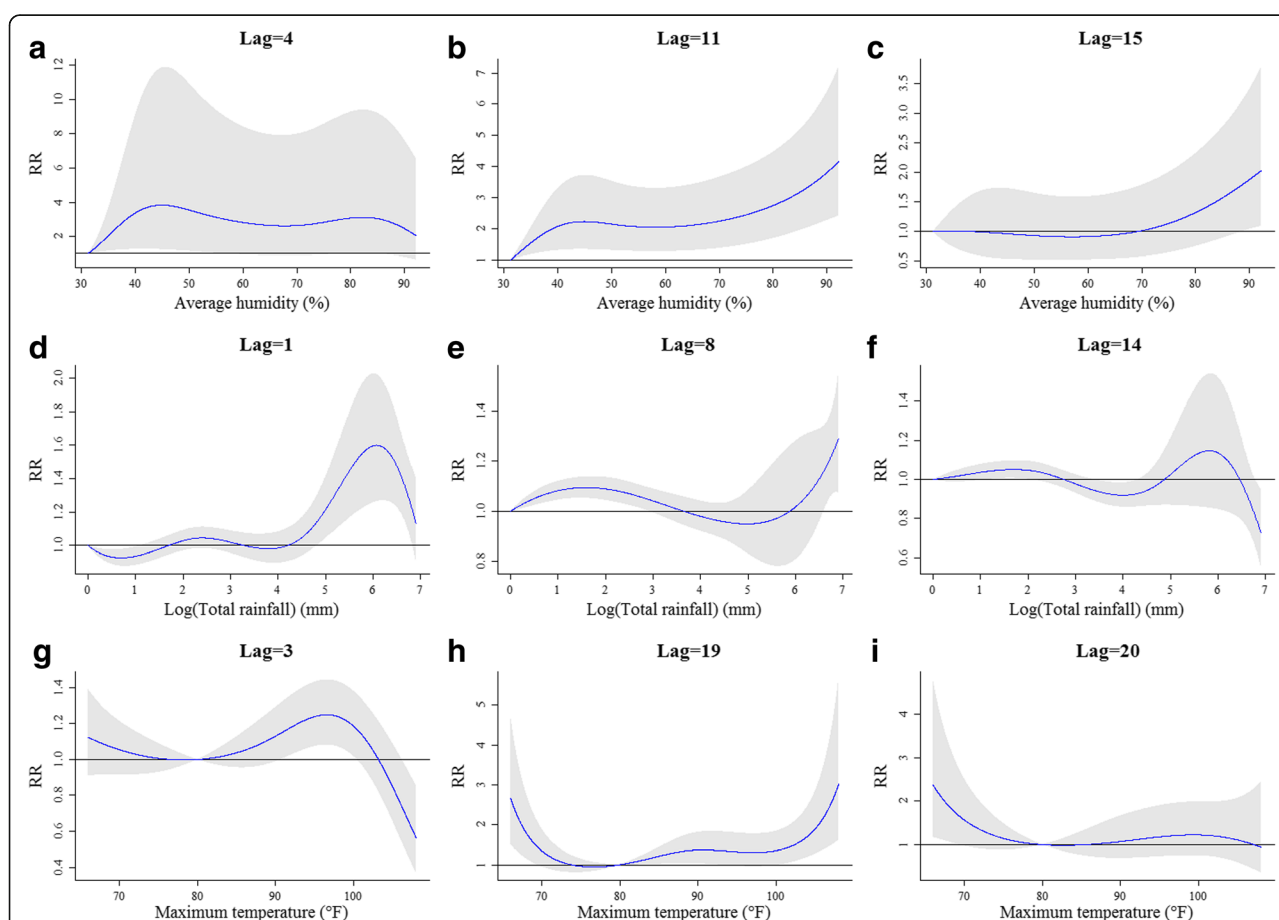 a Lag=4
b Lag=11
c Lag=15
RR 2 4 6 8 10 12
RR 1 2 3 4 5 6 7
RR 0.5 1.0 1.5 2.0 2.5 3.0 3.5
30 40 50 60 70 80 90
30 40 50 60 70 80 90
30 40 50 60 70 80 90
Average humidity (%)
Average humidity (%)
Average humidity (%)
d Lag=1
e Lag=8
f Lag=14
RR 1.0 1.2 1.4 1.6 1.8 2.0
RR 0.8 1.0 1.2 1.4
RR 0.6 0.8 1.0 1.2 1.4
0 1 2 3 4 5 6 7
0 1 2 3 4 5 6 7
0 1 2 3 4 5 6 7
Log(Total rainfall) (mm)
Log(Total rainfall) (mm)
Log(Total rainfall) (mm)
g Lag=3
h Lag=19
i Lag=20
RR 0.4 0.6 0.8 1.0 1.2 1.4
RR 1 2 3 4 5
RR 1 2 3 4
70 80 90 100
70 80 90 100
70 80 90 100
Maximum temperature (°F)
Maximum temperature (°F)
Maximum temperature (°F)